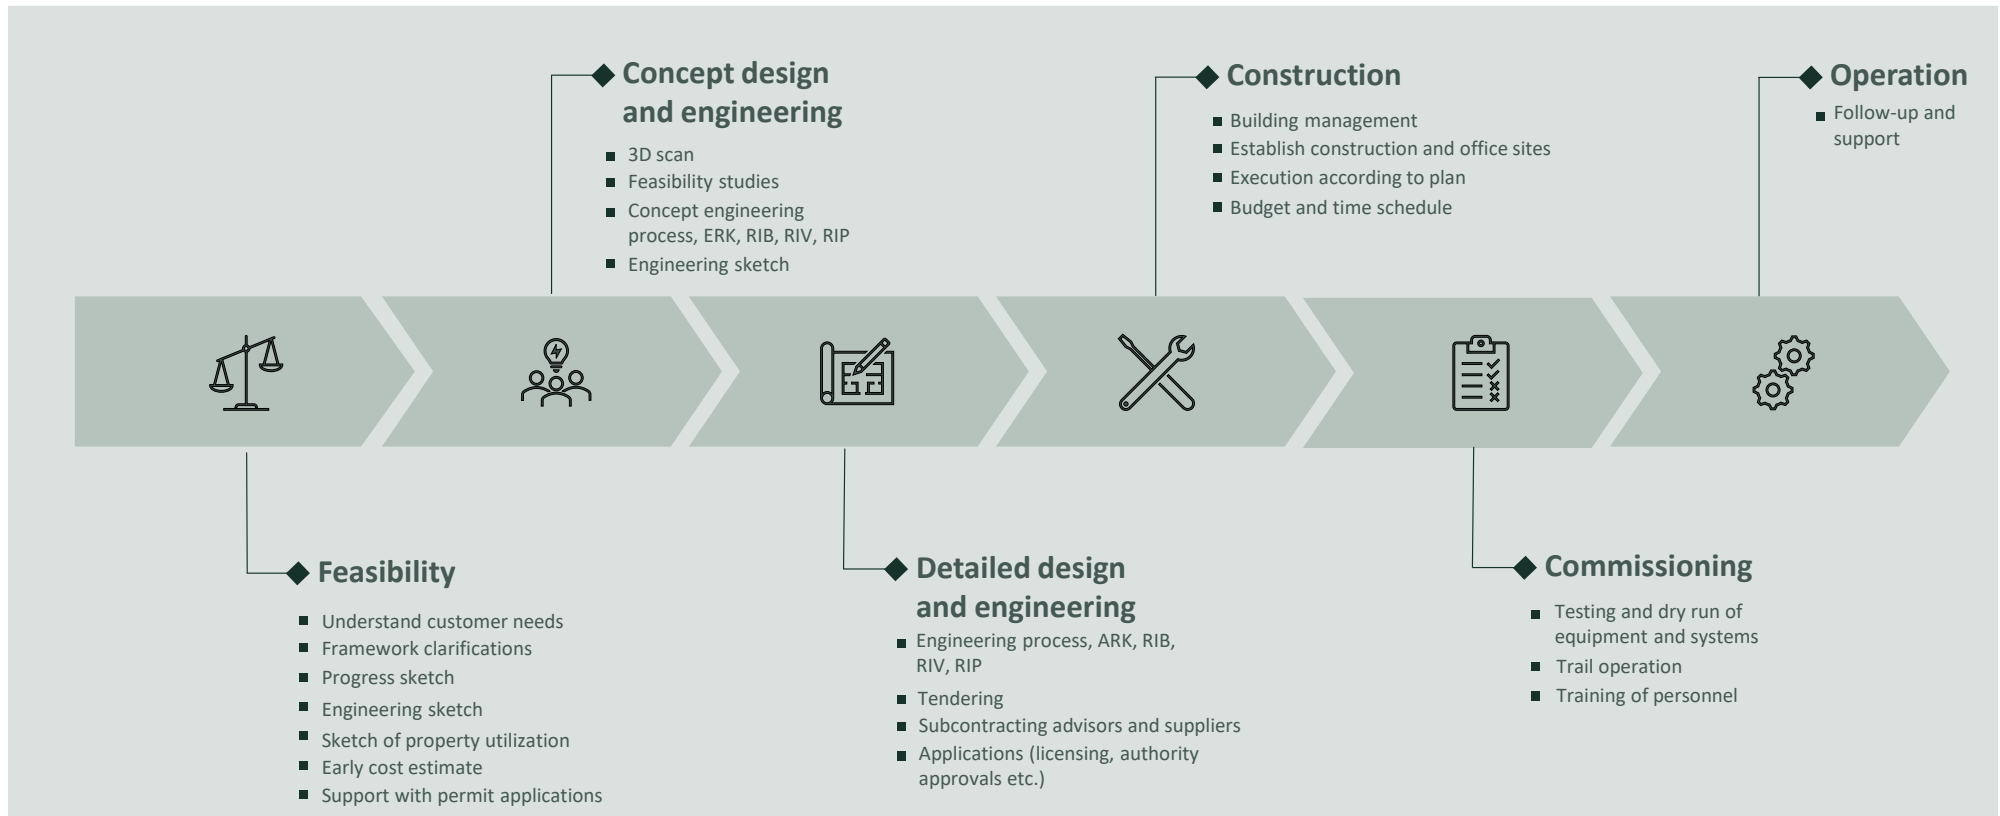 Concept design
and engineering
3D scan
Feasibility studies
Concept engineering
process, ERK, RIB, RIV, RIP
Engineering sketch
Construction
Building management
Establish construction and office sites
Execution according to plan
Budget and time schedule
Operation
Follow-up and
support
Feasibility
Understand customer needs
Framework clarifications
Progress sketch
Engineering sketch
Sketch of property utilization
Early cost estimate
Support with permit applications
Detailed design
and engineering
Engineering process, ARK, RIB,
RIV, RIP
Tendering
Subcontracting advisors and suppliers
Applications (licensing, authority
approvals etc.)
Commissioning
Testing and dry run of
equipment and systems
Trail operation
Training of personnel